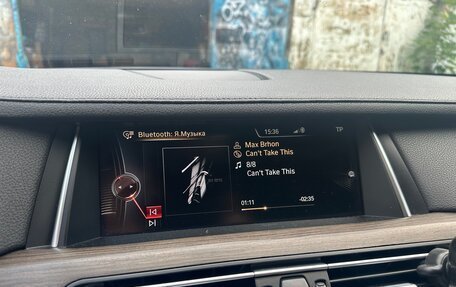 Bluetooth: Я.Музыка
15:36
TP
Max Brhon
Can't Take This
8/8
Can't Take This
01:11
-02:35